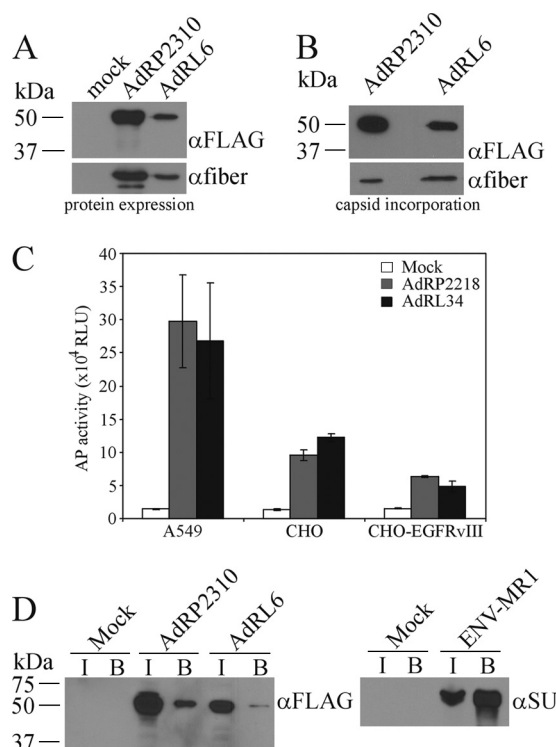 A
mock
AdRP2310
AdRL6
kDa
50
37
αFLAG
αfiber
protein expression
B
AdRP2310
AdRL6
kDa
50
37
αFLAG
αfiber
capsid incorporation
C
AP activity (x10⁴ RLU)
40
35
30
25
20
15
10
5
0
Mock
AdRP2218
AdRL34
A549
CHO
CHO-EGFRvIII
D
Mock AdRP2310 AdRL6
kDa I B I B I B
75
50
37
αFLAG
Mock ENV-MR1
I B I B
αSU